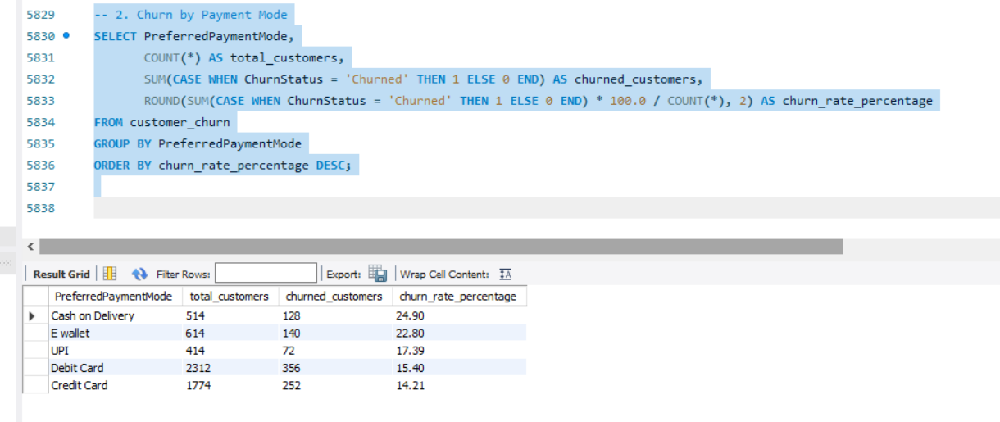 5829 -- 2. Churn by Payment Mode
5830 SELECT PreferredPaymentMode,
5831 COUNT(*) AS total_customers,
5832 SUM(CASE WHEN ChurnStatus = 'Churned' THEN 1 ELSE 0 END) AS churned_customers,
5833 ROUND(SUM(CASE WHEN ChurnStatus = 'Churned' THEN 1 ELSE 0 END) * 100.0 / COUNT(*), 2) AS churn_rate_percentage
5834 FROM customer_churn
5835 GROUP BY PreferredPaymentMode
5836 ORDER BY churn_rate_percentage DESC;
5837
5838
Result Grid Filter Rows: Export: Wrap Cell Content:
PreferredPaymentMode total_customers churned_customers churn_rate_percentage
Cash on Delivery 514 128 24.90
E wallet 614 140 22.80
UPI 414 72 17.39
Debit Card 2312 356 15.40
Credit Card 1774 252 14.21